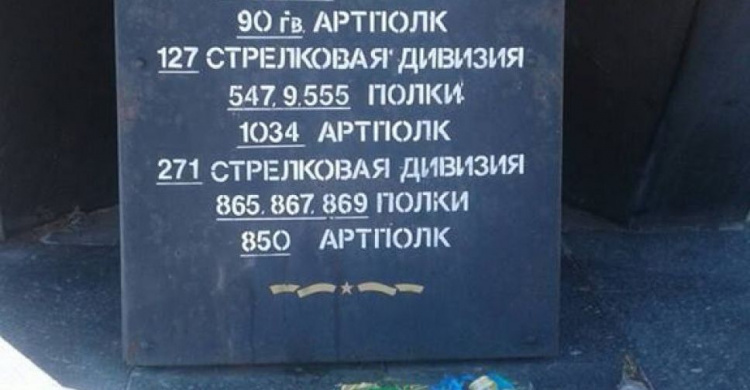 90 гв. АРТПОЛК
127 СТРЕЛКОВАЯ ДИВИЗИЯ
547, 9, 555 ПОЛКИ
1034 АРТПОЛК
271 СТРЕЛКОВАЯ ДИВИЗИЯ
865. 867, 869 ПОЛКИ
850 АРТПОЛК